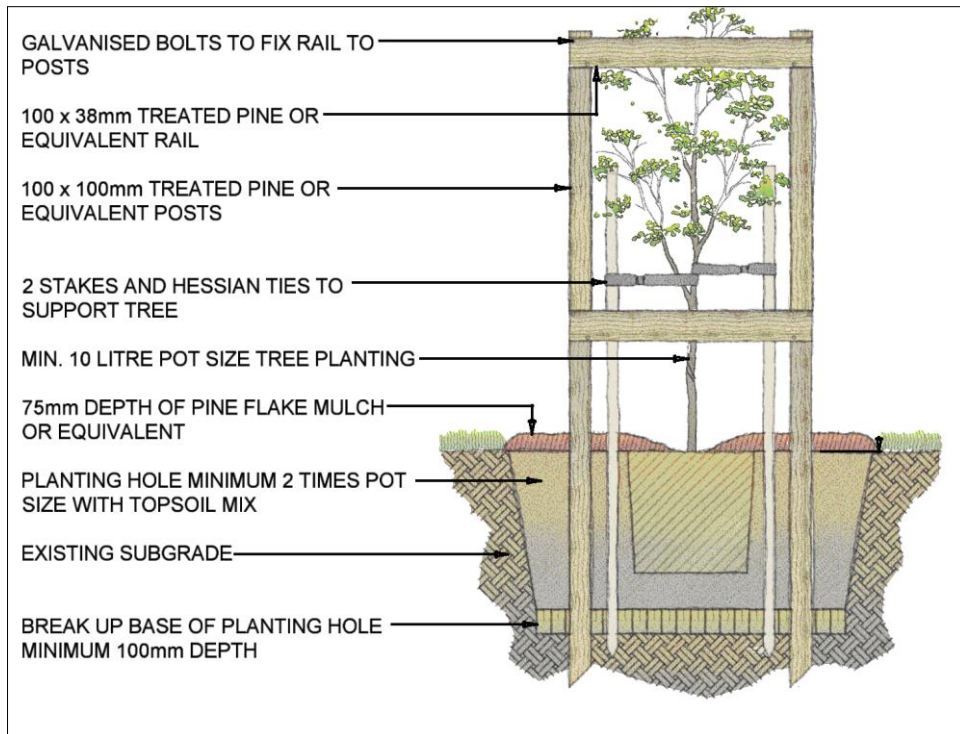 GALVANISED BOLTS TO FIX RAIL TO
POSTS
100 x 38mm TREATED PINE OR
EQUIVALENT RAIL
100 x 100mm TREATED PINE OR
EQUIVALENT POSTS
2 STAKES AND HESSIAN TIES TO
SUPPORT TREE
MIN. 10 LITRE POT SIZE TREE PLANTING
75mm DEPTH OF PINE FLAKE MULCH
OR EQUIVALENT
PLANTING HOLE MINIMUM 2 TIMES POT
SIZE WITH TOPSOIL MIX
EXISTING SUBGRADE
BREAK UP BASE OF PLANTING HOLE
MINIMUM 100mm DEPTH